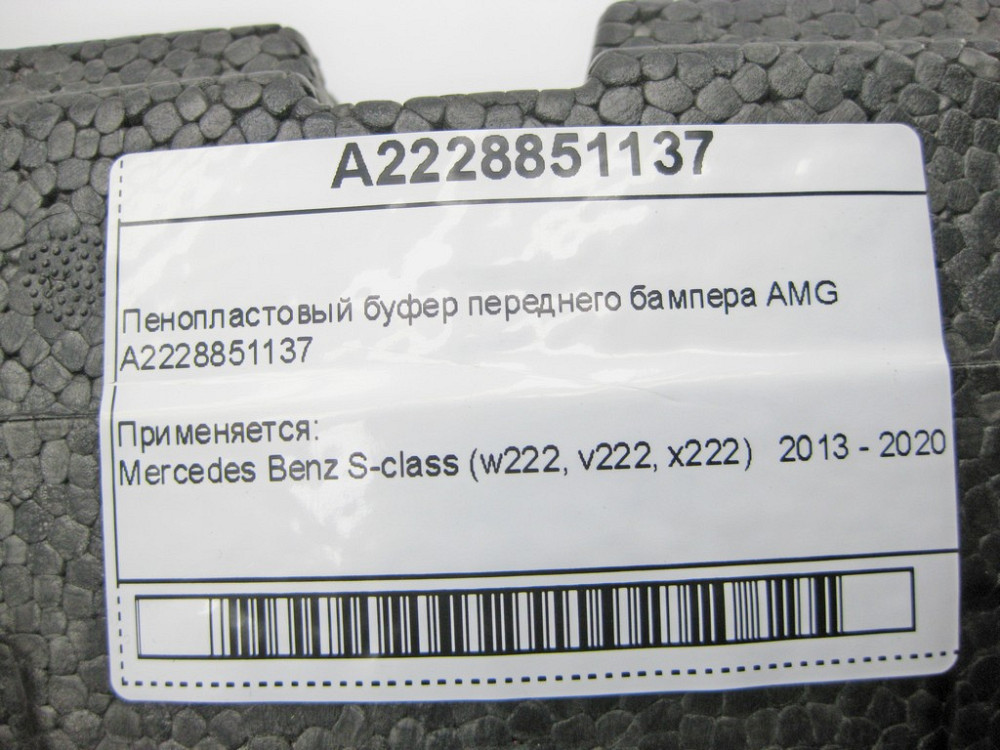 A2228851137
Пенопластовый буфер переднего бампера AMG
A2228851137
Применяется:
Mercedes Benz S-class (w222, v222, x222) 2013 - 2020